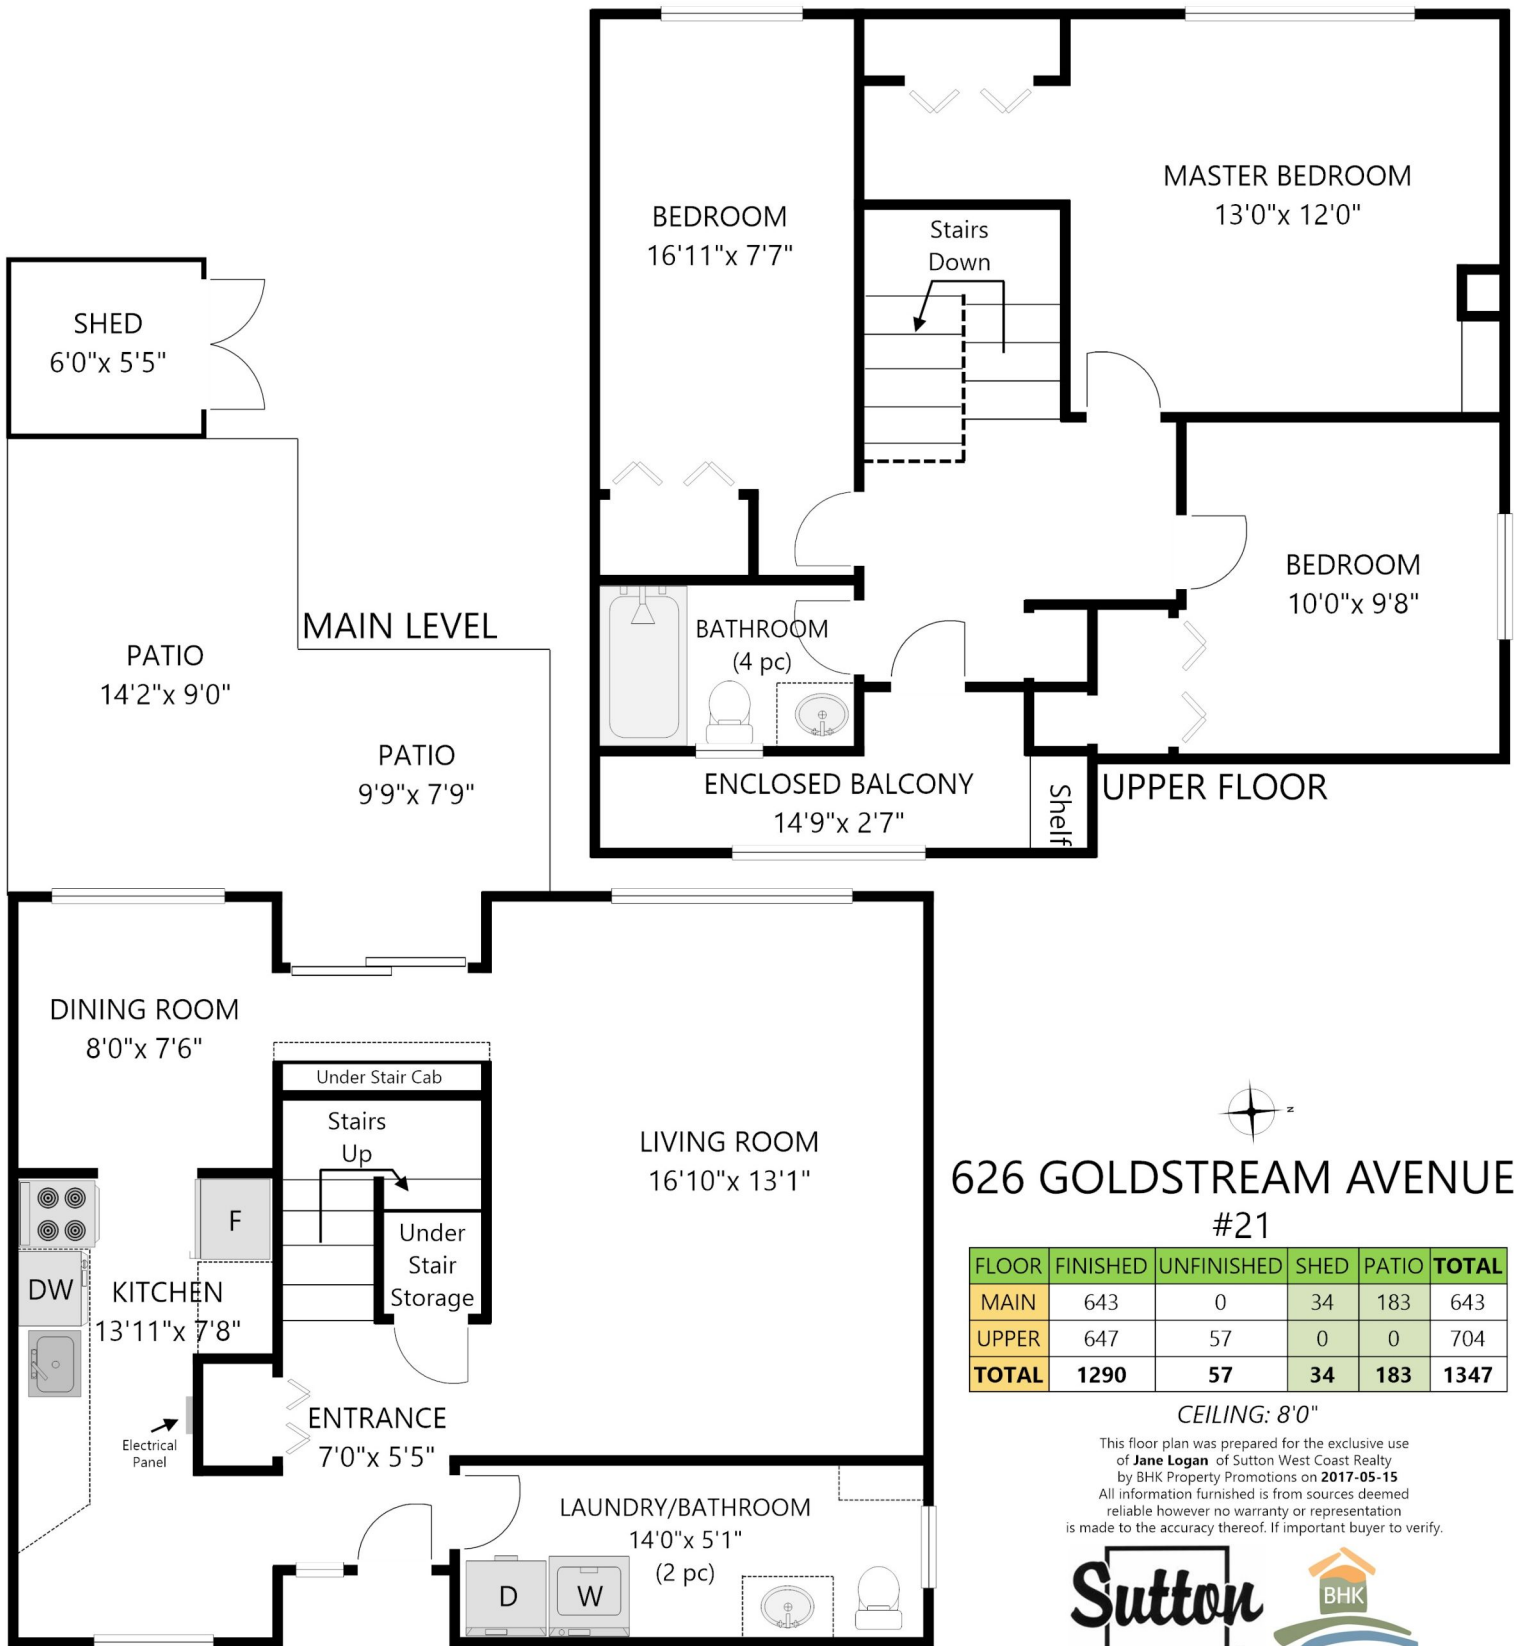 BEDROOM
16'11"x 7'7"
Stairs
Down
MASTER BEDROOM
13'0"x 12'0"
SHED
6'0"x 5'5"
BEDROOM
10'0"x 9'8"
BATHROOM
(4 pc)
MAIN LEVEL
PATIO
14'2"x 9'0"
PATIO
9'9"x 7'9"
ENCLOSED BALCONY
14'9"x 2'7"
Shelf
UPPER FLOOR
DINING ROOM
8'0"x 7'6"
Under Stair Cab
Stairs
Up
LIVING ROOM
16'10"x 13'1"
F
Under
Stair
Storage
DW
KITCHEN
13'11"x 7'8"
Electrical
Panel
ENTRANCE
7'0"x 5'5"
LAUNDRY/BATHROOM
14'0"x 5'1"
(2 pc)
D
W
N
626 GOLDSTREAM AVENUE
#21
FLOOR FINISHED UNFINISHED SHED PATIO TOTAL
MAIN 643 0 34 183 643
UPPER 647 57 0 0 704
TOTAL 1290 57 34 183 1347
CEILING: 8'0"
This floor plan was prepared for the exclusive use
of Jane Logan of Sutton West Coast Realty
by BHK Property Promotions on 2017-05-15
All information furnished is from sources deemed
reliable however no warranty or representation
is made to the accuracy thereof. If important buyer to verify.
Sutton
BHK